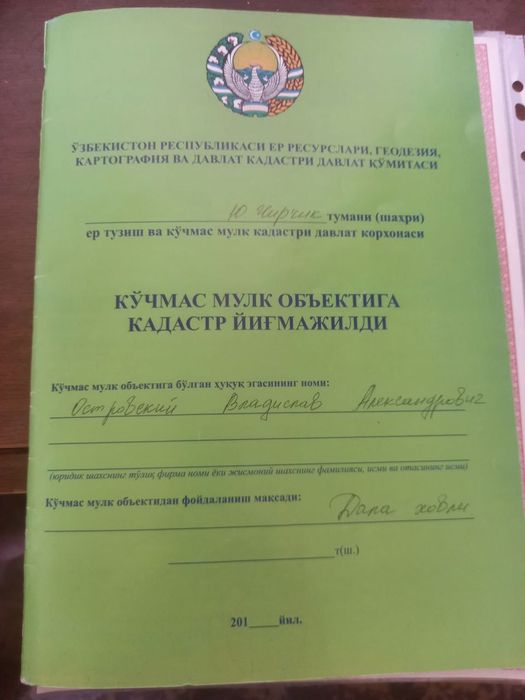 ЎЗБЕКИСТОН РЕСПУБЛИКАСИ ЕР РЕСУРСЛАРИ, ГЕОДЕЗИЯ,
КАРТОГРАФИЯ ВА ДАВЛАТ КАДАСТРИ ДАВЛАТ ҚЎМИТАСИ
Ю Чирчик тумани (шаҳри)
ер тузиш ва кўчмас мулк кадастри давлат корхонаси
КЎЧМАС МУЛК ОБЪЕКТИГА
КАДАСТР ЙИҒМАЖИЛДИ
Кўчмас мулк объектига бўлган ҳуқуқ эгасининг номи:
Островский Владислав Александрович
(юридик шахснинг тўлиқ фирма номи ёки жисмоний шахснинг фамилияси, исми ва отасининг исми)
Кўчмас мулк объектидан фойдаланиш мақсади:
Дала ховли
т(ш.)
201 йил.